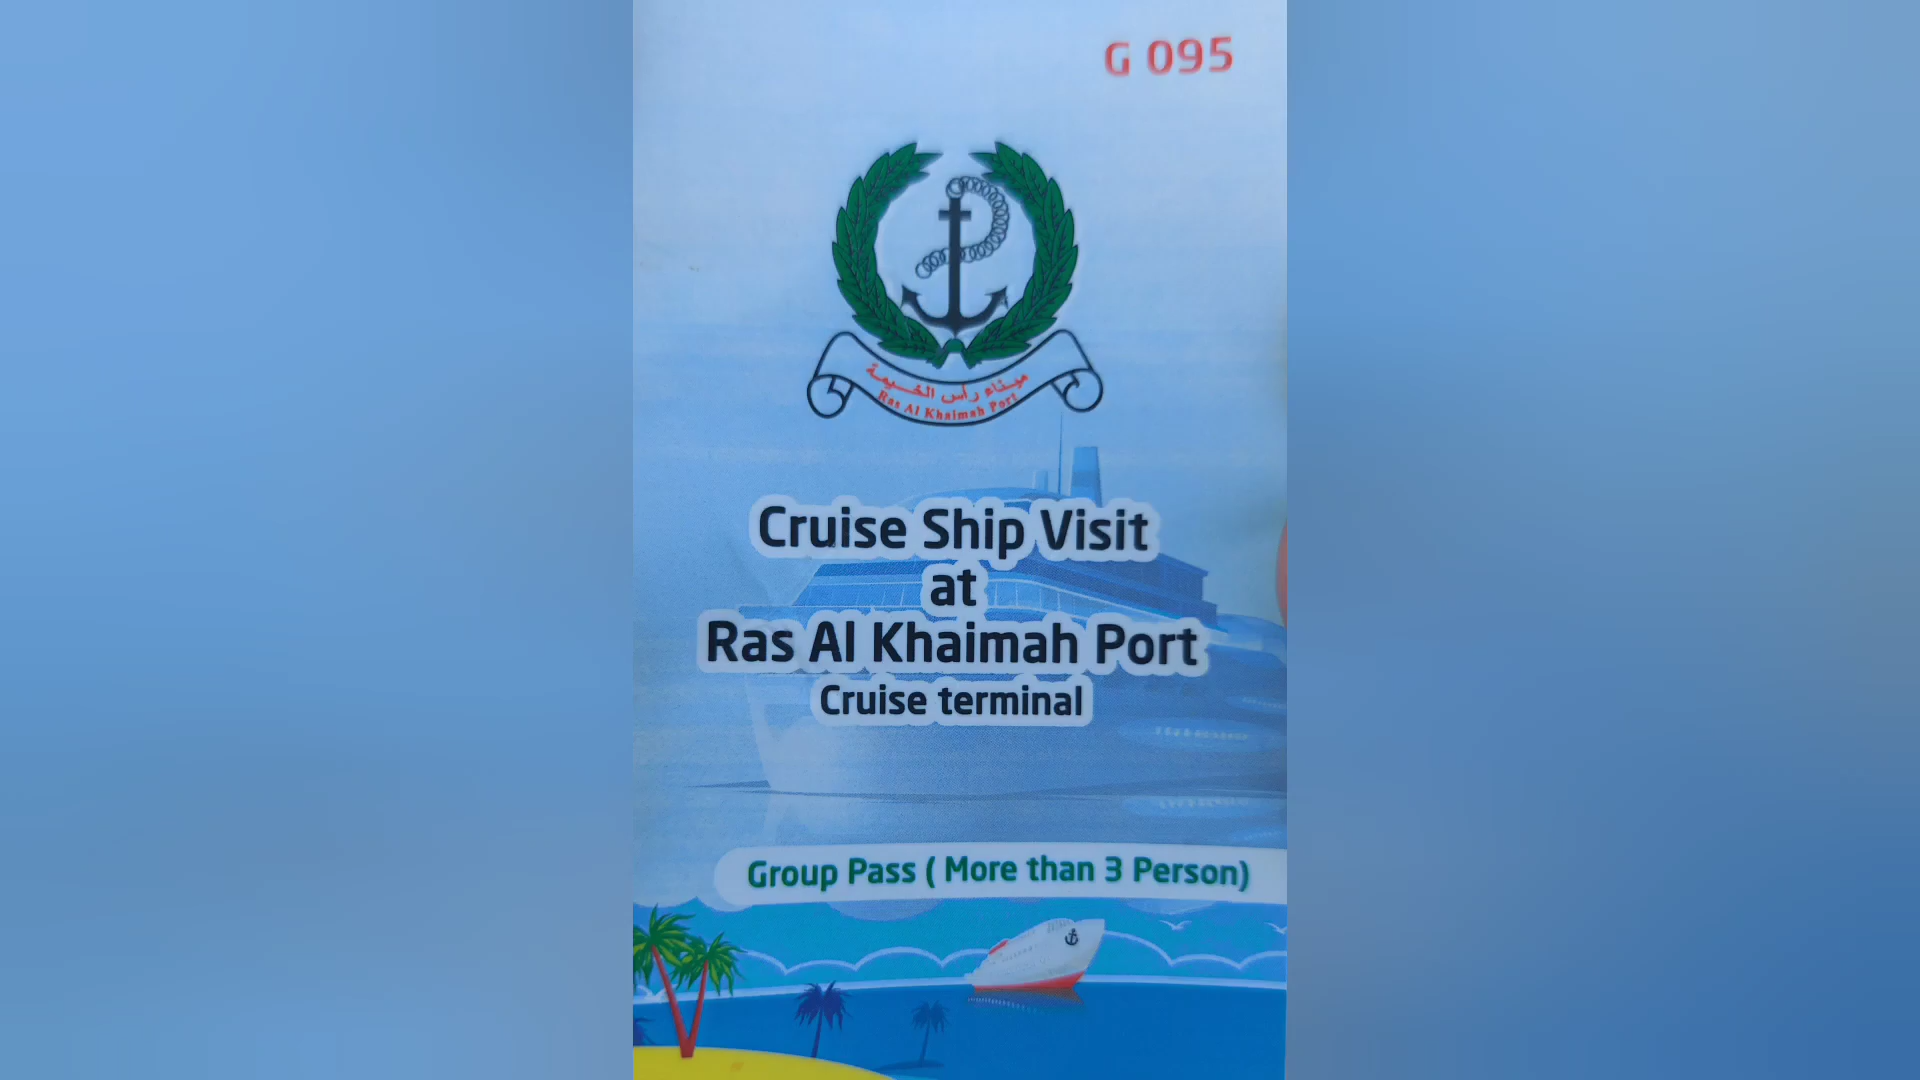 G 095
ميناء رأس الخيمة
Ras Al Khaimah Port
Cruise Ship Visit
at
Ras Al Khaimah Port
Cruise terminal
Group Pass ( More than 3 Person)